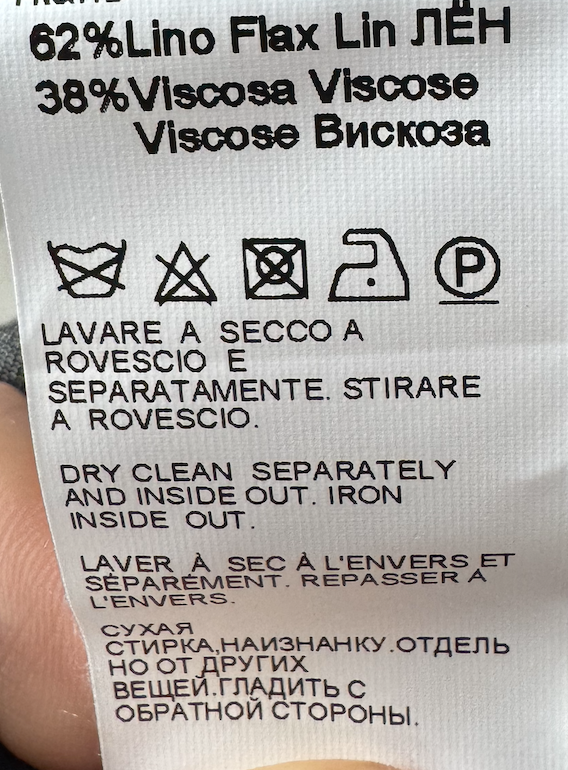 62%Lino Flax Lin ЛЁН
38%Viscosa Viscose
Viscose Вискоза
P
LAVARE A SECCO A
ROVESCIO E
SEPARATAMENTE. STIRARE
A ROVESCIO.
DRY CLEAN SEPARATELY
AND INSIDE OUT. IRON
INSIDE OUT.
LAVER À SEC À L'ENVERS ET
SÉPARÉMENT. REPASSER À
L'ENVERS.
СУХАЯ
СТИРКА,НАИЗНАНКУ.ОТДЕЛЬ
НО ОТ ДРУГИХ
ВЕЩЕЙ.ГЛАДИТЬ С
ОБРАТНОЙ СТОРОНЫ.